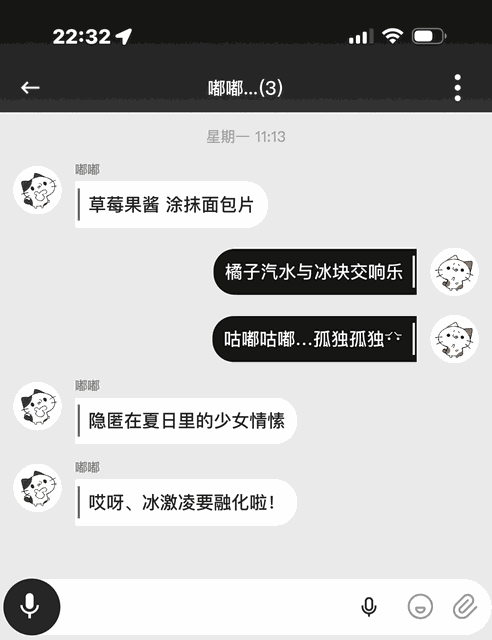 22:32
嘟嘟...(3)
星期一 11:13
嘟嘟
草莓果酱 涂抹面包片
橘子汽水与冰块交响乐
咕嘟咕嘟...孤独孤独
嘟嘟
隐匿在夏日里的少女情愫
嘟嘟
哎呀、冰激凌要融化啦！